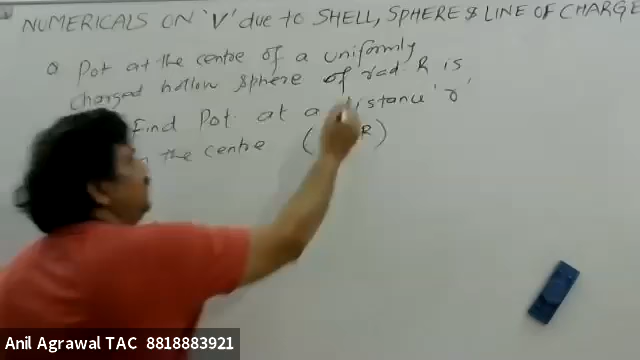 NUMERICALS ON 'V' due to SHELL, SPHERE & LINE OF CHARGE
Q Pot at the centre of a uniformly
charged hollow sphere of rad R is
Find Pot at a distance 'r'
the centre ( R)
Anil Agrawal TAC 8818883921